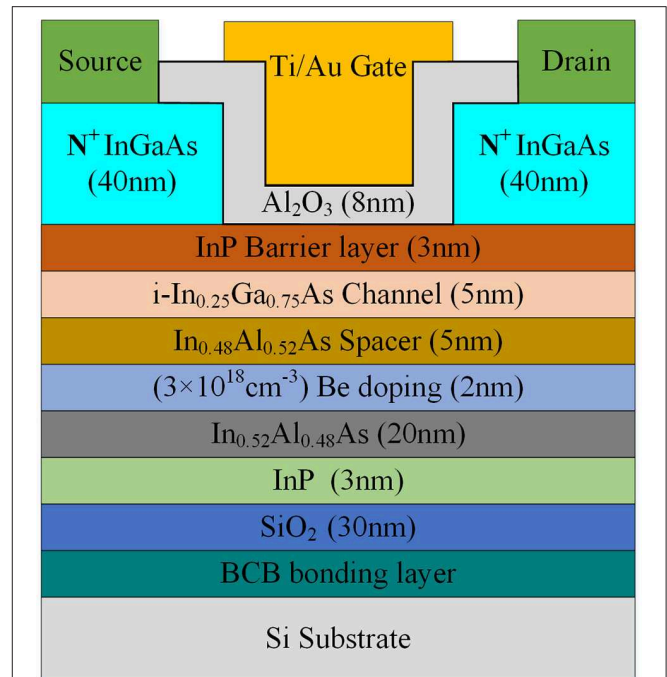 Source Ti/Au Gate Drain
N⁺ InGaAs
(40nm)
N⁺ InGaAs
(40nm)
Al₂O₃ (8nm)
InP Barrier layer (3nm)
i-In₀.₂₅Ga₀.₇₅As Channel (5nm)
In₀.₄₈Al₀.₅₂As Spacer (5nm)
(3×10¹⁸cm⁻³) Be doping (2nm)
In₀.₅₂Al₀.₄₈As (20nm)
InP (3nm)
SiO₂ (30nm)
BCB bonding layer
Si Substrate